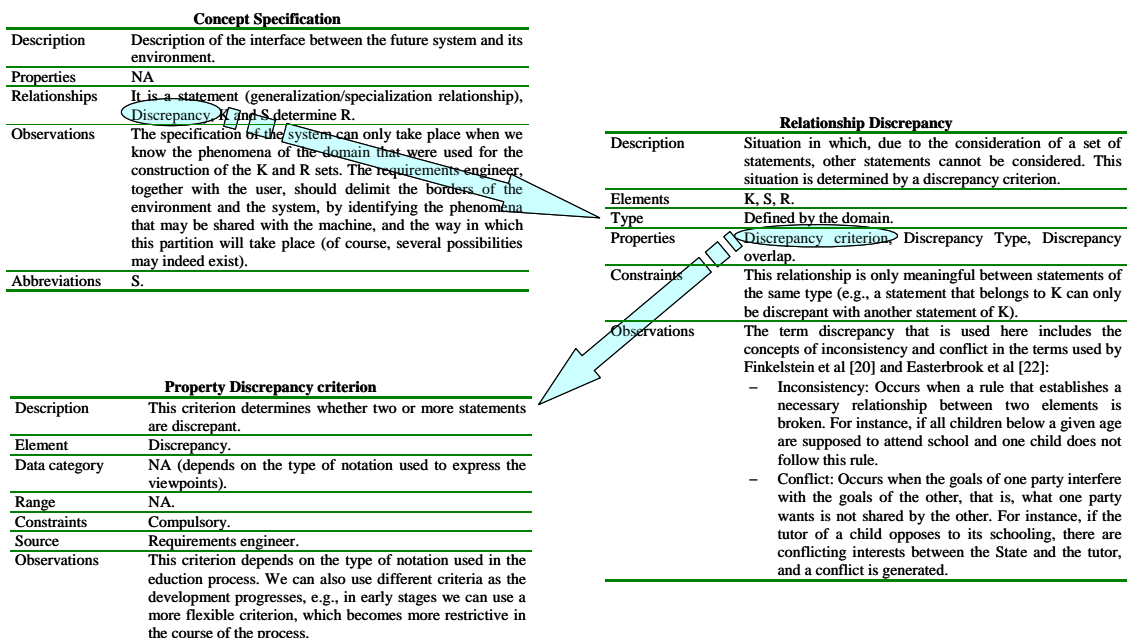 Concept Specification
Description Description of the interface between the future system and its
environment.
Properties NA
Relationships It is a statement (generalization/specialization relationship),
Discrepancy, K and S determine R.
Observations The specification of the system can only take place when we
know the phenomena of the domain that were used for the
construction of the K and R sets. The requirements engineer,
together with the user, should delimit the borders of the
environment and the system, by identifying the phenomena
that may be shared with the machine, and the way in which
this partition will take place (of course, several possibilities
may indeed exist).
Abbreviations S.
Relationship Discrepancy
Description Situation in which, due to the consideration of a set of
statements, other statements cannot be considered. This
situation is determined by a discrepancy criterion.
Elements K, S, R.
Type Defined by the domain.
Properties Discrepancy criterion, Discrepancy Type, Discrepancy
overlap.
Constraints This relationship is only meaningful between statements of
the same type (e.g., a statement that belongs to K can only
be discrepant with another statement of K).
Observations The term discrepancy that is used here includes the
concepts of inconsistency and conflict in the terms used by
Finkelstein et al [20] and Easterbrook et al [22]:
– Inconsistency: Occurs when a rule that establishes a
necessary relationship between two elements is
broken. For instance, if all children below a given age
are supposed to attend school and one child does not
follow this rule.
– Conflict: Occurs when the goals of one party interfere
with the goals of the other, that is, what one party
wants is not shared by the other. For instance, if the
tutor of a child opposes to its schooling, there are
conflicting interests between the State and the tutor,
and a conflict is generated.
Property Discrepancy criterion
Description This criterion determines whether two or more statements
are discrepant.
Element Discrepancy.
Data category NA (depends on the type of notation used to express the
viewpoints).
Range NA.
Constraints Compulsory.
Source Requirements engineer.
Observations This criterion depends on the type of notation used in the
eduction process. We can also use different criteria as the
development progresses, e.g., in early stages we can use a
more flexible criterion, which becomes more restrictive in
the course of the process.